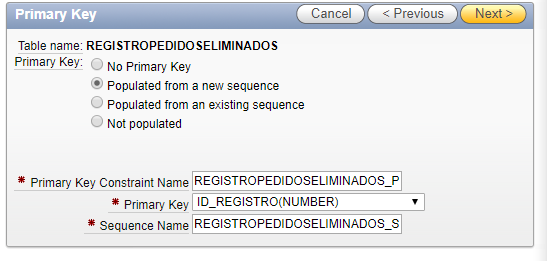 Primary Key
Cancel
< Previous
Next >
Table name: REGISTROPEDIDOSELIMINADOS
Primary Key:
No Primary Key
Populated from a new sequence
Populated from an existing sequence
Not populated
* Primary Key Constraint Name REGISTROPEDIDOSELIMINADOS_P
* Primary Key ID_REGISTRO(NUMBER)
* Sequence Name REGISTROPEDIDOSELIMINADOS_S